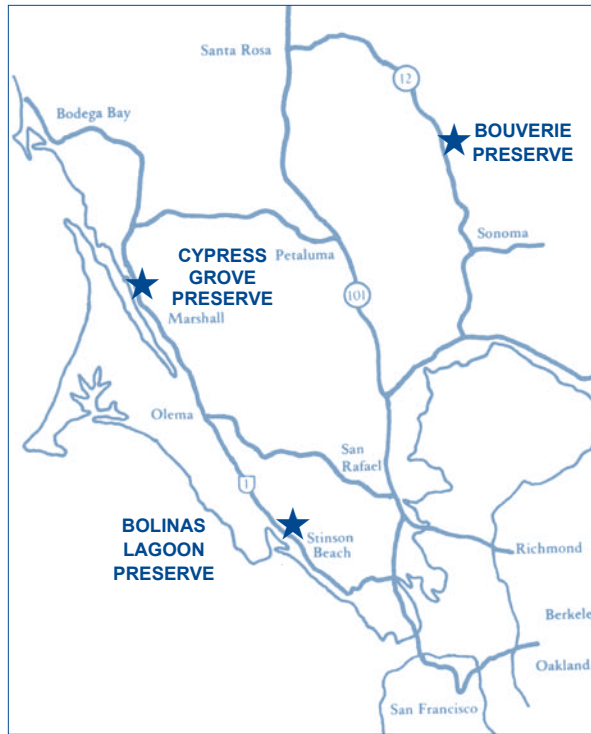 Santa Rosa
12
Bodega Bay
BOUVERIE
PRESERVE
Sonoma
CYPRESS
GROVE
PRESERVE
Petaluma
101
Marshall
Olema
San
Rafael
1
BOLINAS
LAGOON
PRESERVE
Stinson
Beach
Richmond
Berkele
Oakland
San Francisco